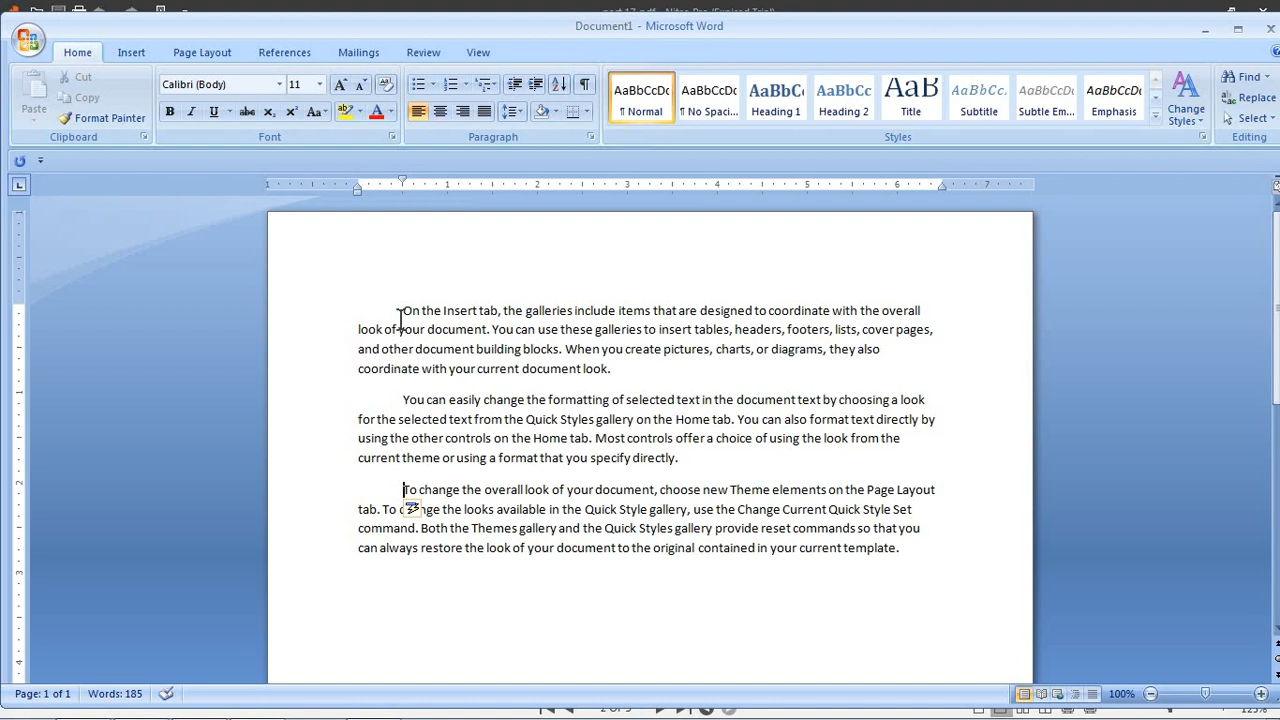 Document1 - Microsoft Word
Home Insert Page Layout References Mailings Review View
Paste
Cut
Copy
Format Painter
Clipboard
Calibri (Body) 11
Font
Paragraph
AaBbCcDc AaBbCcDc AaBbC AaBbCc AaB AaBbCc. AaBbCcDc AaBbCcDc
¶ Normal ¶ No Spaci... Heading 1 Heading 2 Title Subtitle Subtle Em... Emphasis
Change Styles
Styles
Find
Replace
Select
Editing
1 1 2 3 4 5 6 7
On the Insert tab, the galleries include items that are designed to coordinate with the overall
look of your document. You can use these galleries to insert tables, headers, footers, lists, cover pages,
and other document building blocks. When you create pictures, charts, or diagrams, they also
coordinate with your current document look.
You can easily change the formatting of selected text in the document text by choosing a look
for the selected text from the Quick Styles gallery on the Home tab. You can also format text directly by
using the other controls on the Home tab. Most controls offer a choice of using the look from the
current theme or using a format that you specify directly.
To change the overall look of your document, choose new Theme elements on the Page Layout
tab. To change the looks available in the Quick Style gallery, use the Change Current Quick Style Set
command. Both the Themes gallery and the Quick Styles gallery provide reset commands so that you
can always restore the look of your document to the original contained in your current template.
Page: 1 of 1 Words: 185 100%